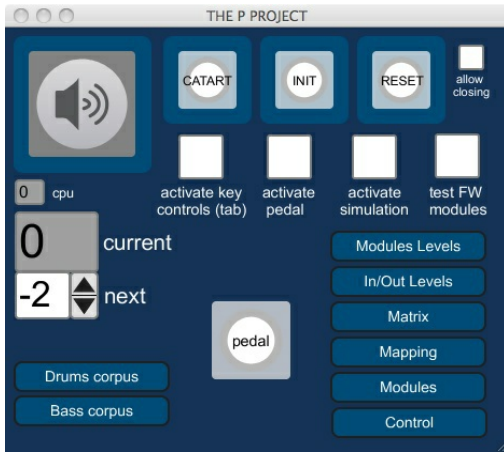 THE P PROJECT
CATART
INIT
RESET
allow
closing
0 cpu
activate key
controls (tab)
activate
pedal
activate
simulation
test FW
modules
0 current
-2 next
pedal
Modules Levels
In/Out Levels
Matrix
Mapping
Modules
Control
Drums corpus
Bass corpus